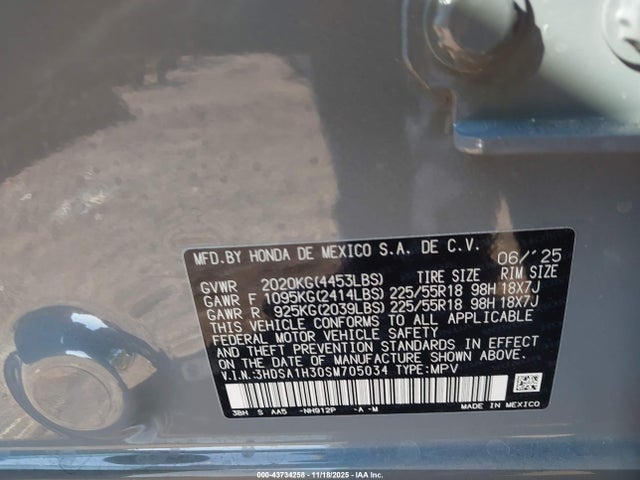 MFD.BY HONDA DE MEXICO S.A. DE C.V. 06/'25
GVWR 2020KG(4453LBS) TIRE SIZE RIM SIZE
GAWR F 1095KG(2414LBS) 225/55R18 98H 18X7J
GAWR R 925KG(2039LBS) 225/55R18 98H 18X7J
THIS VEHICLE CONFORMS TO ALL APPLICABLE
FEDERAL MOTOR VEHICLE SAFETY
STANDARDS IN EFFECT
ON THE DATE OF MANUFACTURE SHOWN ABOVE.
V.I.N.:3HDSA1H30SM705034 TYPE:MPV
3BH S AA5 -NH912P -A -M MADE IN MEXICO
000-43734258 - 11/18/2025 - IAA Inc.